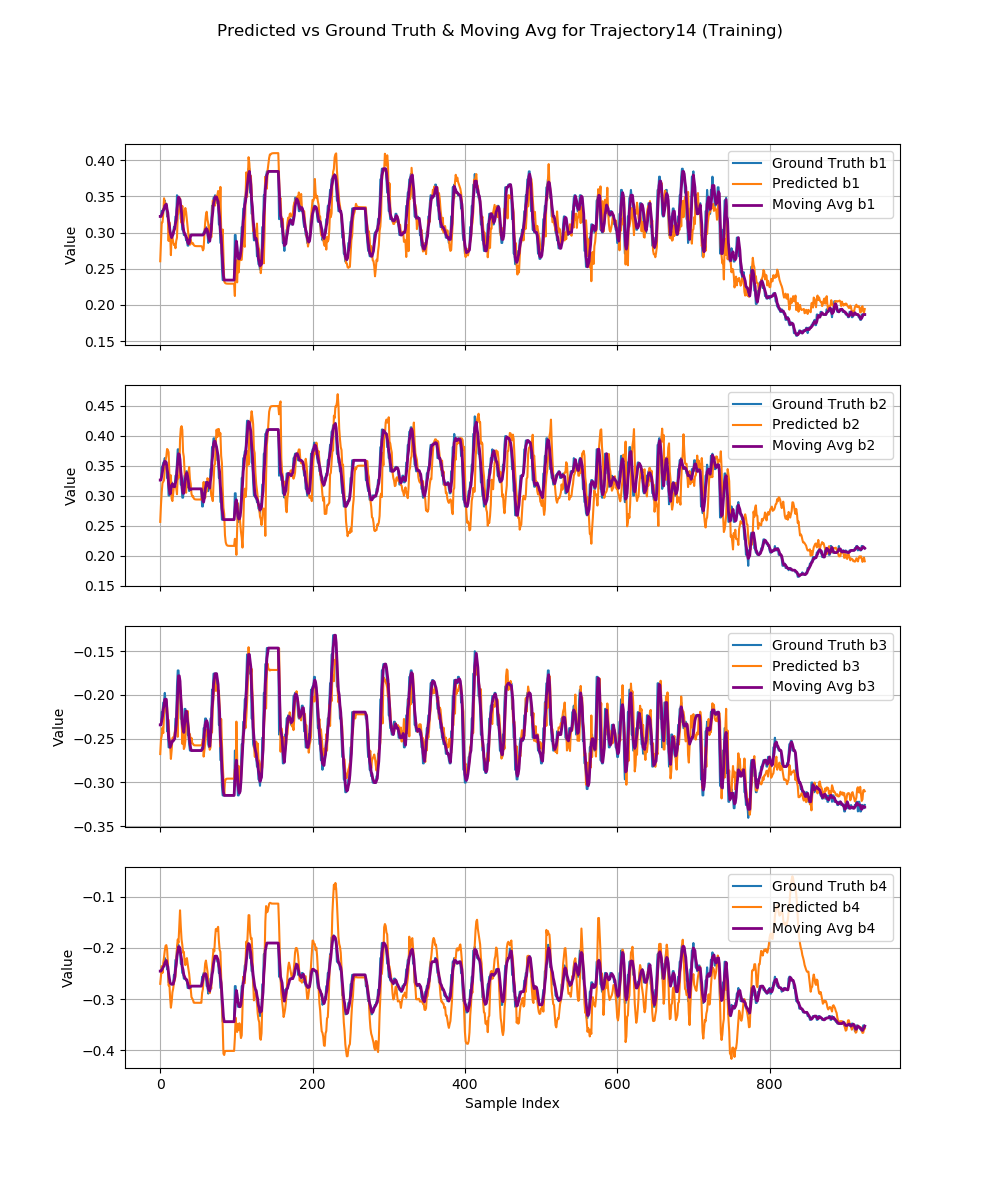 Predicted vs Ground Truth & Moving Avg for Trajectory14 (Training)
0.40
0.35
0.30
0.25
0.20
0.15
Value
Ground Truth b1
Predicted b1
Moving Avg b1
0.45
0.40
0.35
0.30
0.25
0.20
0.15
Value
Ground Truth b2
Predicted b2
Moving Avg b2
−0.15
−0.20
−0.25
−0.30
−0.35
Value
Ground Truth b3
Predicted b3
Moving Avg b3
−0.1
−0.2
−0.3
−0.4
Value
Ground Truth b4
Predicted b4
Moving Avg b4
0 200 400 600 800
Sample Index